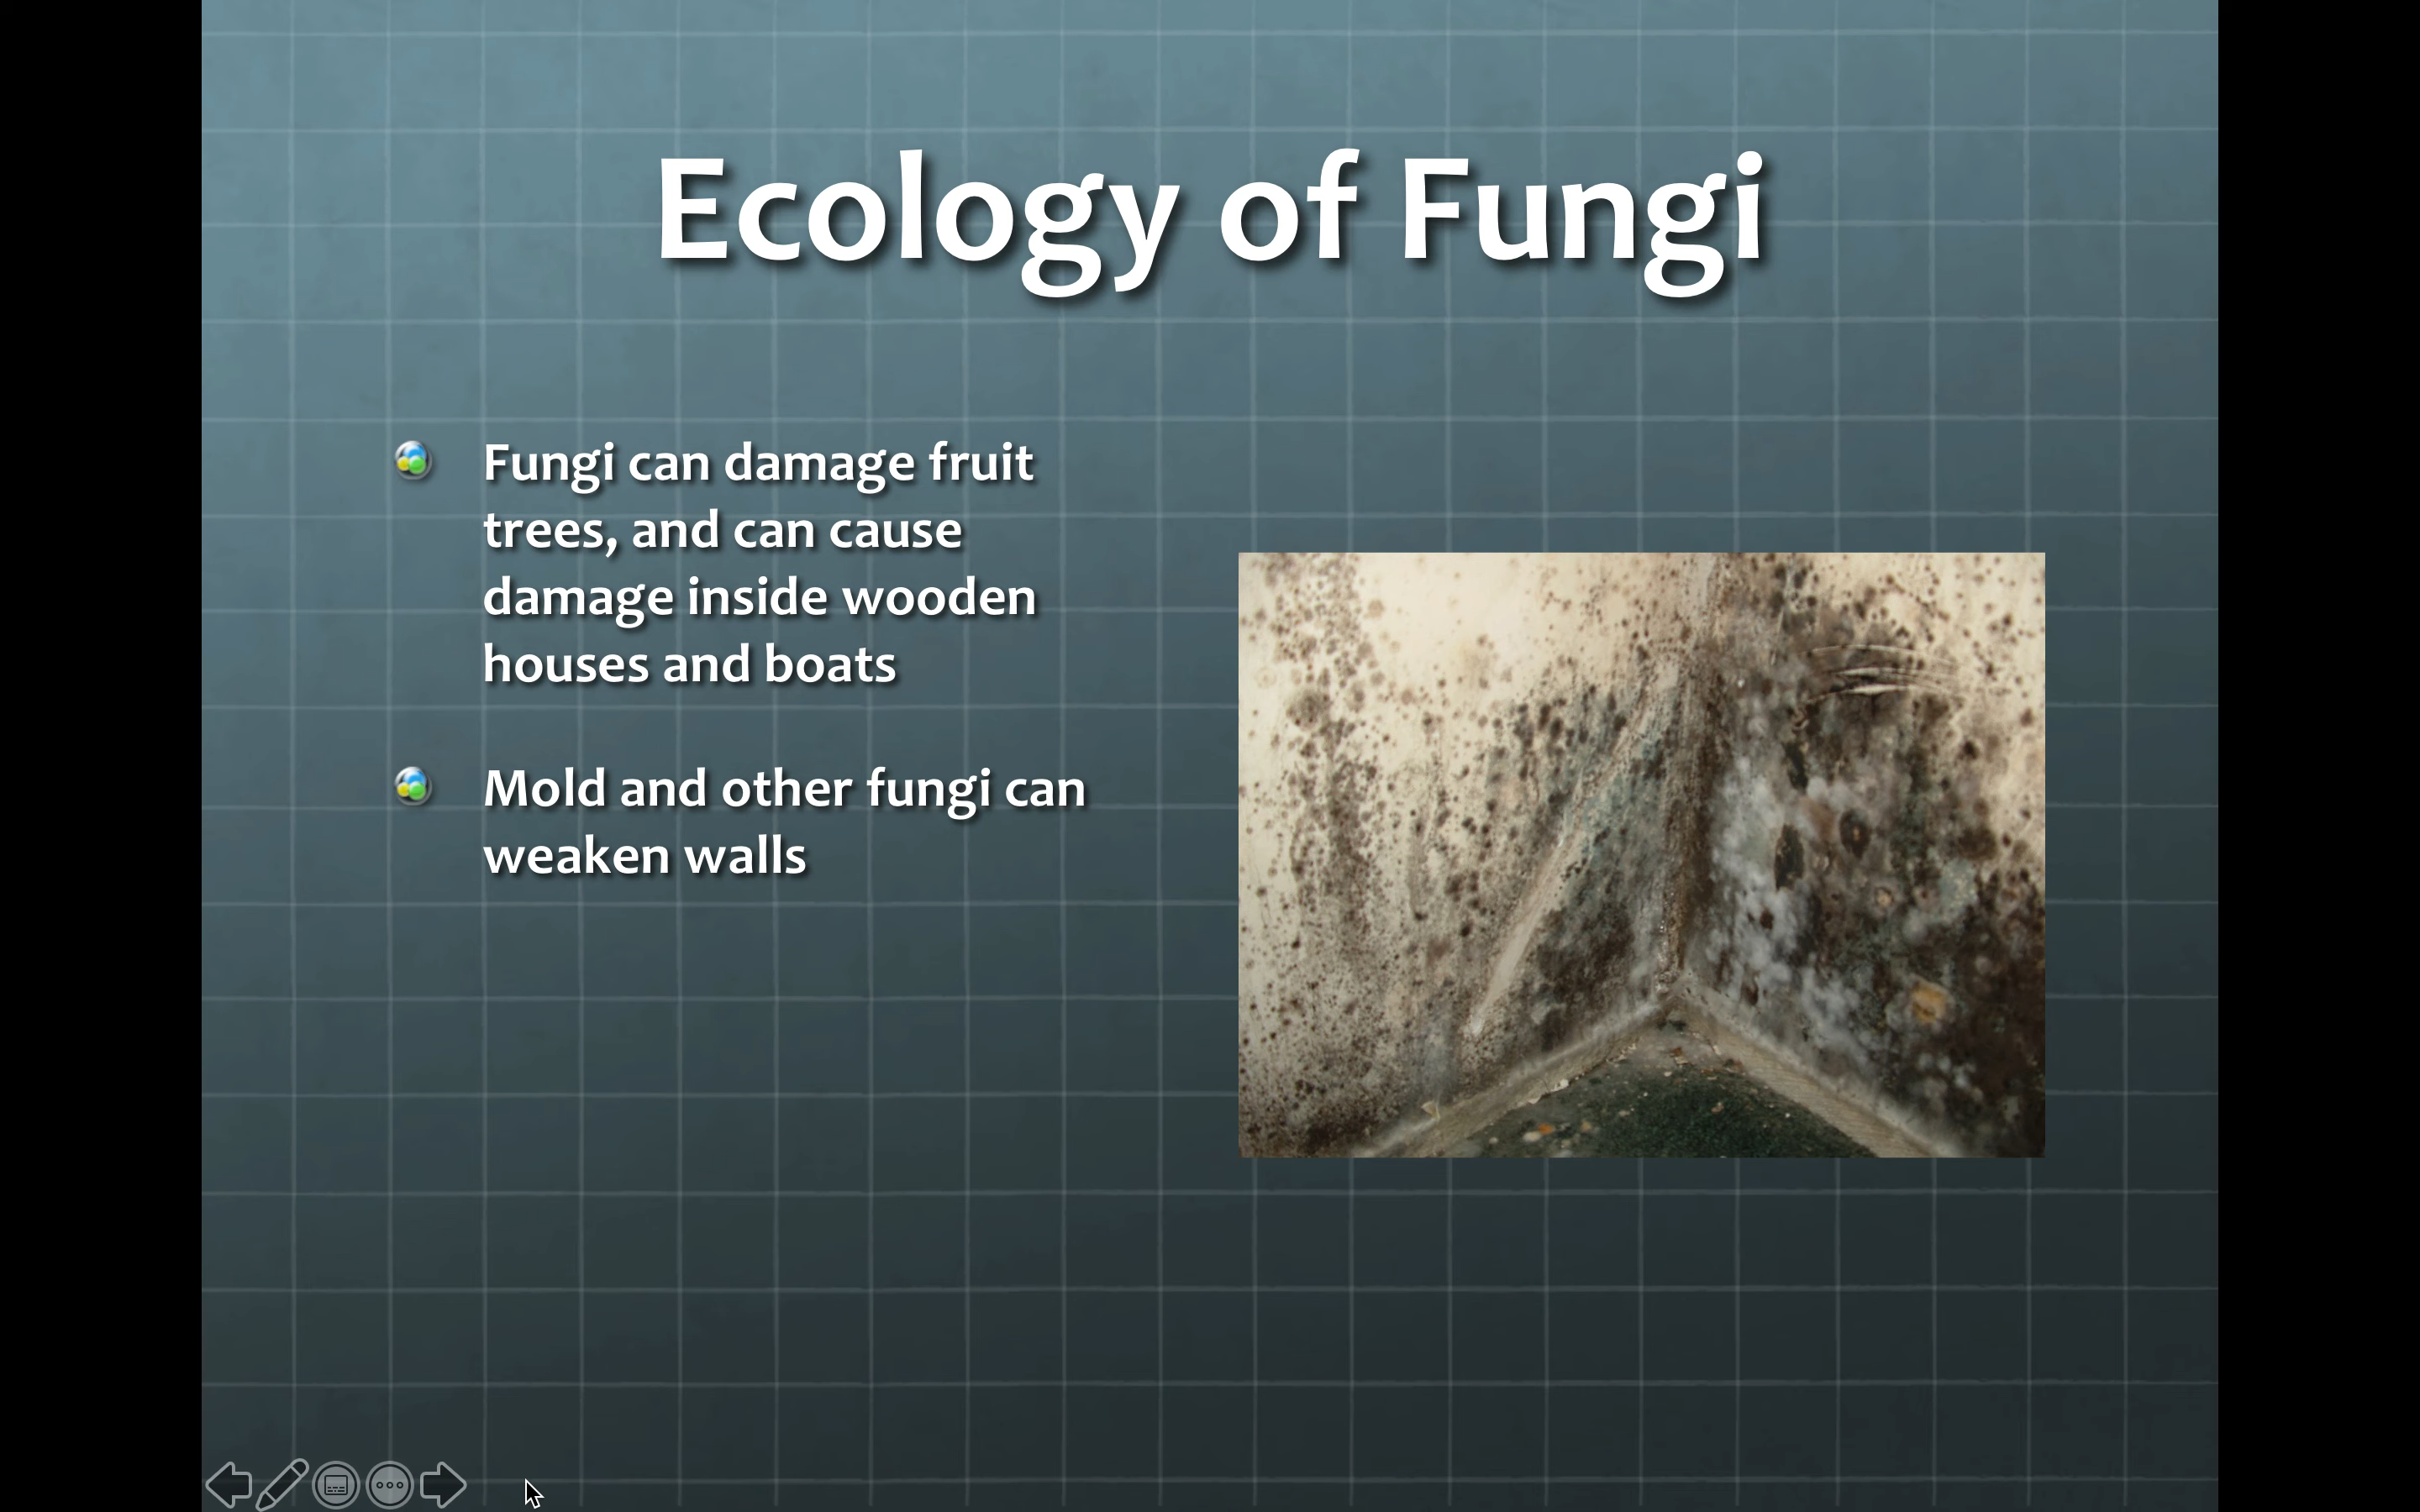 Ecology of Fungi
Fungi can damage fruit
trees, and can cause
damage inside wooden
houses and boats
Mold and other fungi can
weaken walls